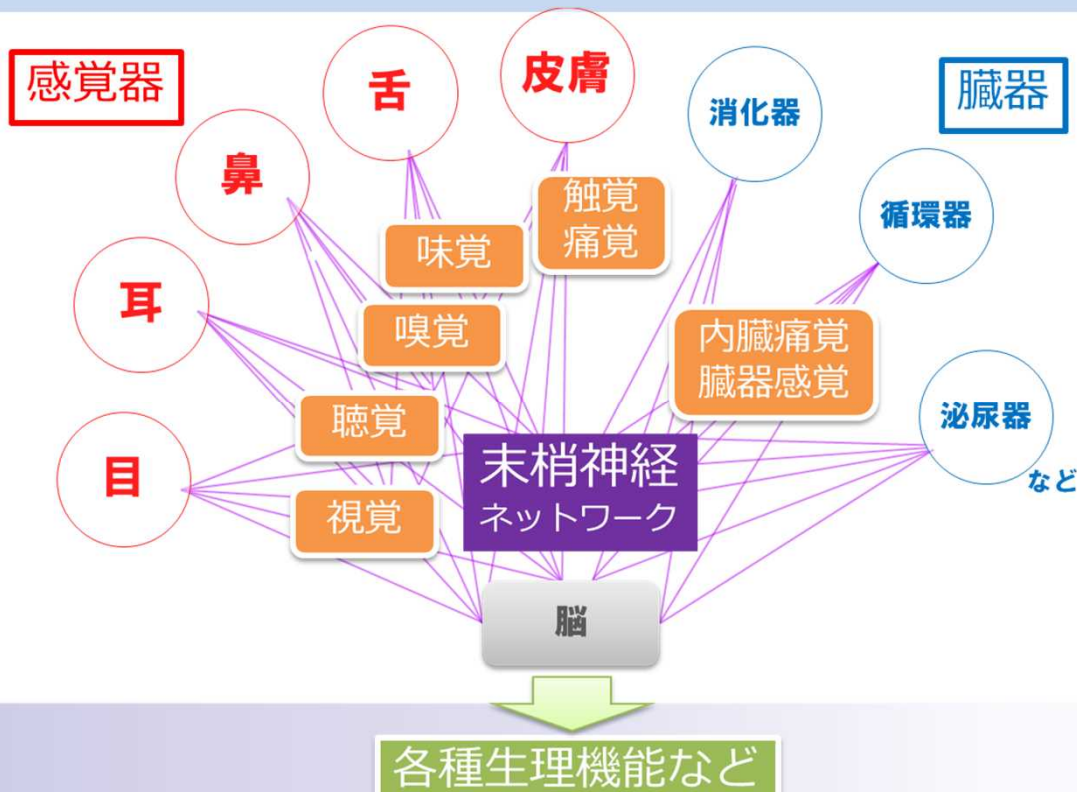 感覚器
臓器
舌
皮膚
消化器
鼻
循環器
耳
泌尿器
など
目
触覚
痛覚
味覚
嗅覚
内臓痛覚
臓器感覚
聴覚
視覚
末梢神経
ネットワーク
脳
各種生理機能など